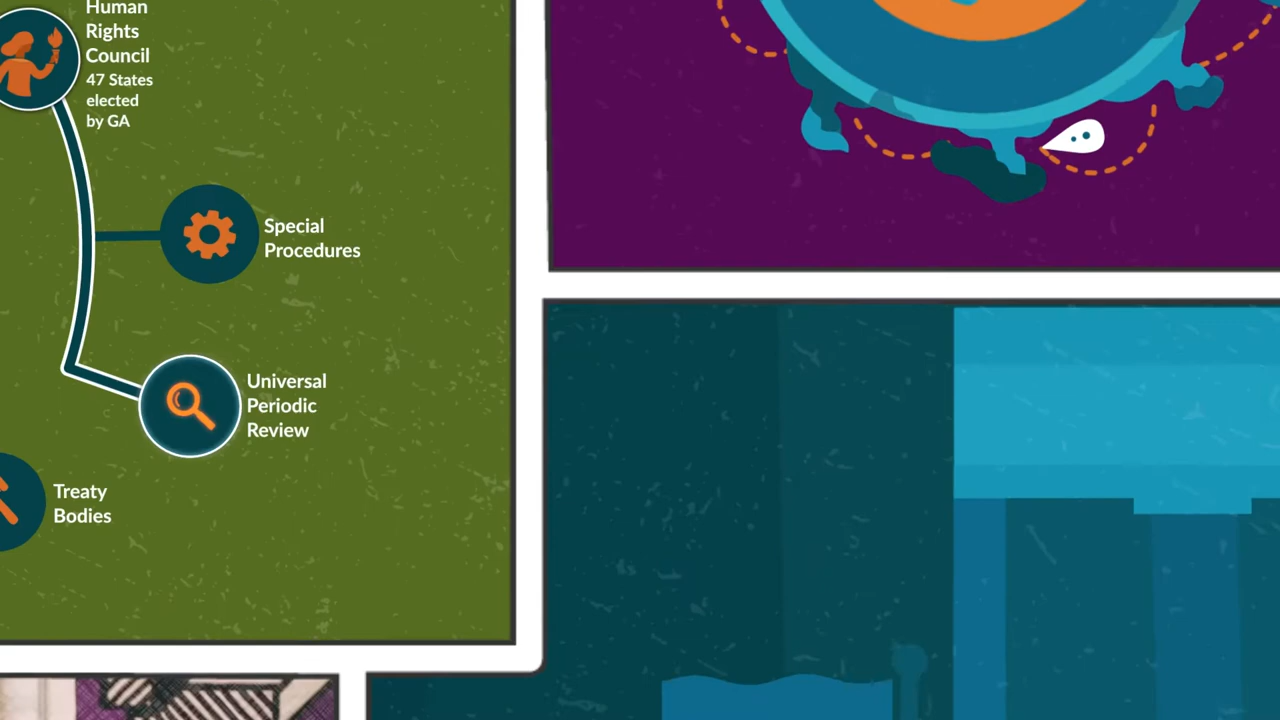 Human
Rights
Council
47 States
elected
by GA
Special
Procedures
Universal
Periodic
Review
Treaty
Bodies